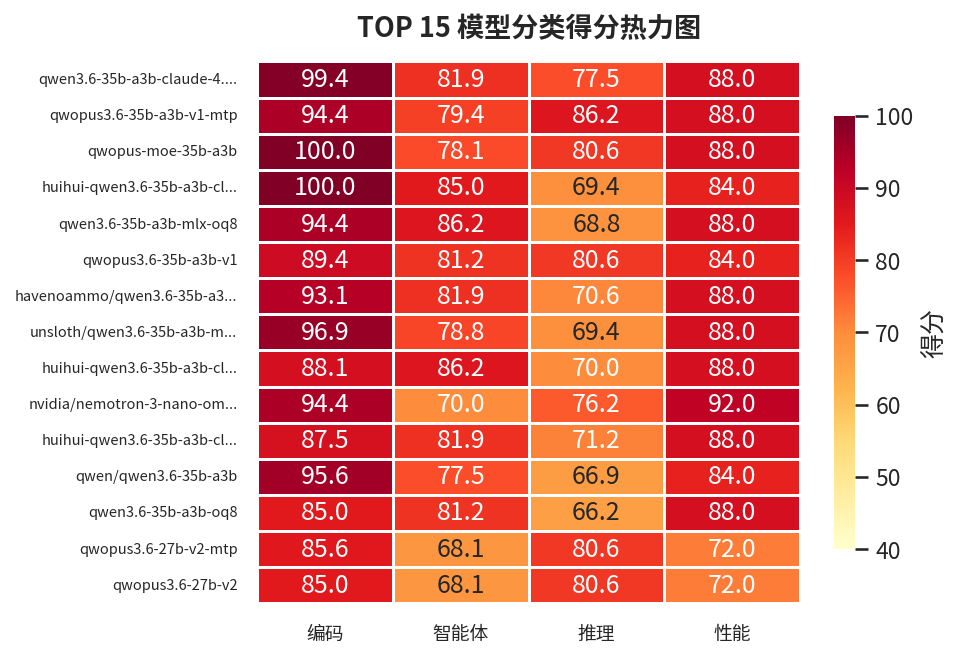 TOP 15 模型分类得分热力图
qwen3.6-35b-a3b-claude-4.... 99.4 81.9 77.5 88.0
qwopus3.6-35b-a3b-v1-mtp 94.4 79.4 86.2 88.0
qwopus-moe-35b-a3b 100.0 78.1 80.6 88.0
huihui-qwen3.6-35b-a3b-cl... 100.0 85.0 69.4 84.0
qwen3.6-35b-a3b-mlx-oq8 94.4 86.2 68.8 88.0
qwopus3.6-35b-a3b-v1 89.4 81.2 80.6 84.0
havenoammo/qwen3.6-35b-a3... 93.1 81.9 70.6 88.0
unsloth/qwen3.6-35b-a3b-m... 96.9 78.8 69.4 88.0
huihui-qwen3.6-35b-a3b-cl... 88.1 86.2 70.0 88.0
nvidia/nemotron-3-nano-om... 94.4 70.0 76.2 92.0
huihui-qwen3.6-35b-a3b-cl... 87.5 81.9 71.2 88.0
qwen/qwen3.6-35b-a3b 95.6 77.5 66.9 84.0
qwen3.6-35b-a3b-oq8 85.0 81.2 66.2 88.0
qwopus3.6-27b-v2-mtp 85.6 68.1 80.6 72.0
qwopus3.6-27b-v2 85.0 68.1 80.6 72.0
编码 智能体 推理 性能
100
90
80
70
60
50
40
得分